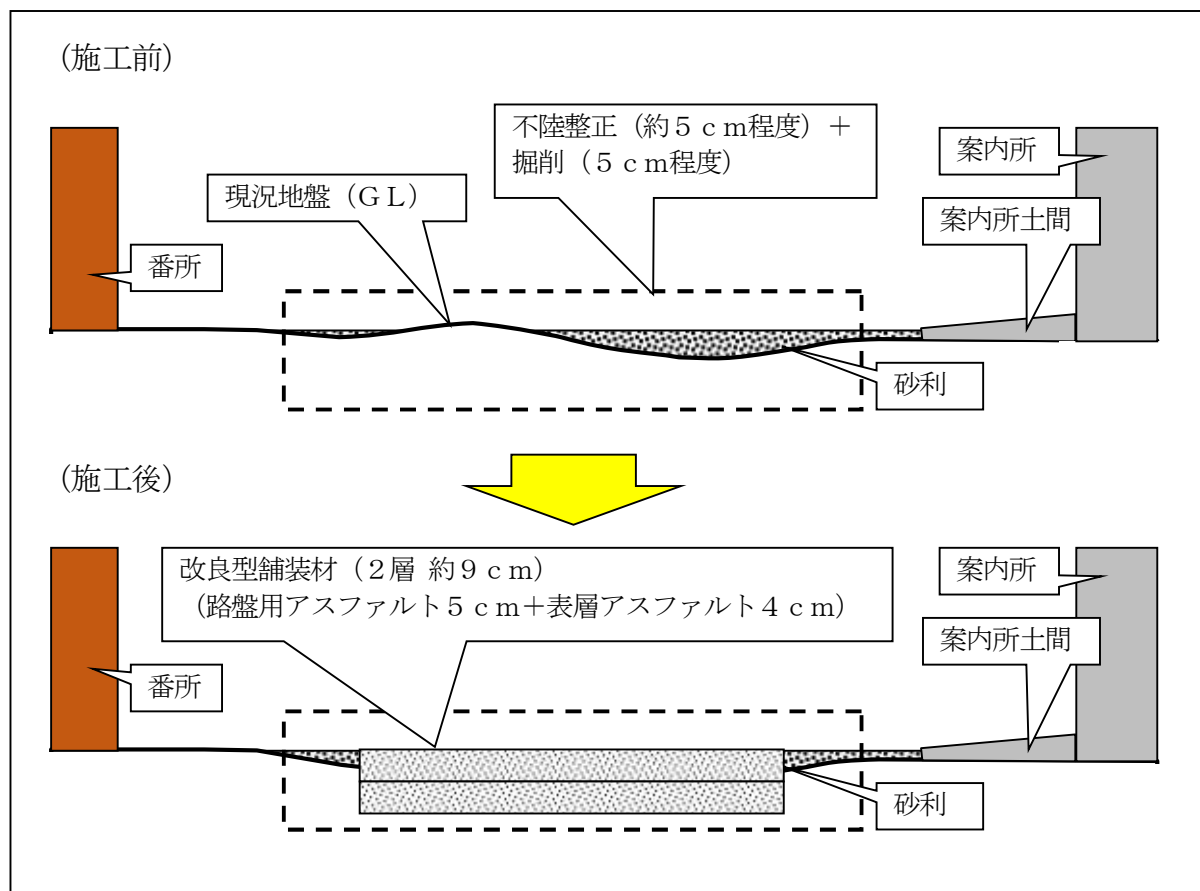 （施工前）
不陸整正（約５ｃｍ程度）＋
掘削（５ｃｍ程度）
案内所
現況地盤（ＧＬ）
案内所土間
番所
砂利
（施工後）
改良型舗装材（２層 約９ｃｍ）
（路盤用アスファルト５ｃｍ＋表層アスファルト４ｃｍ）
案内所
案内所土間
番所
砂利